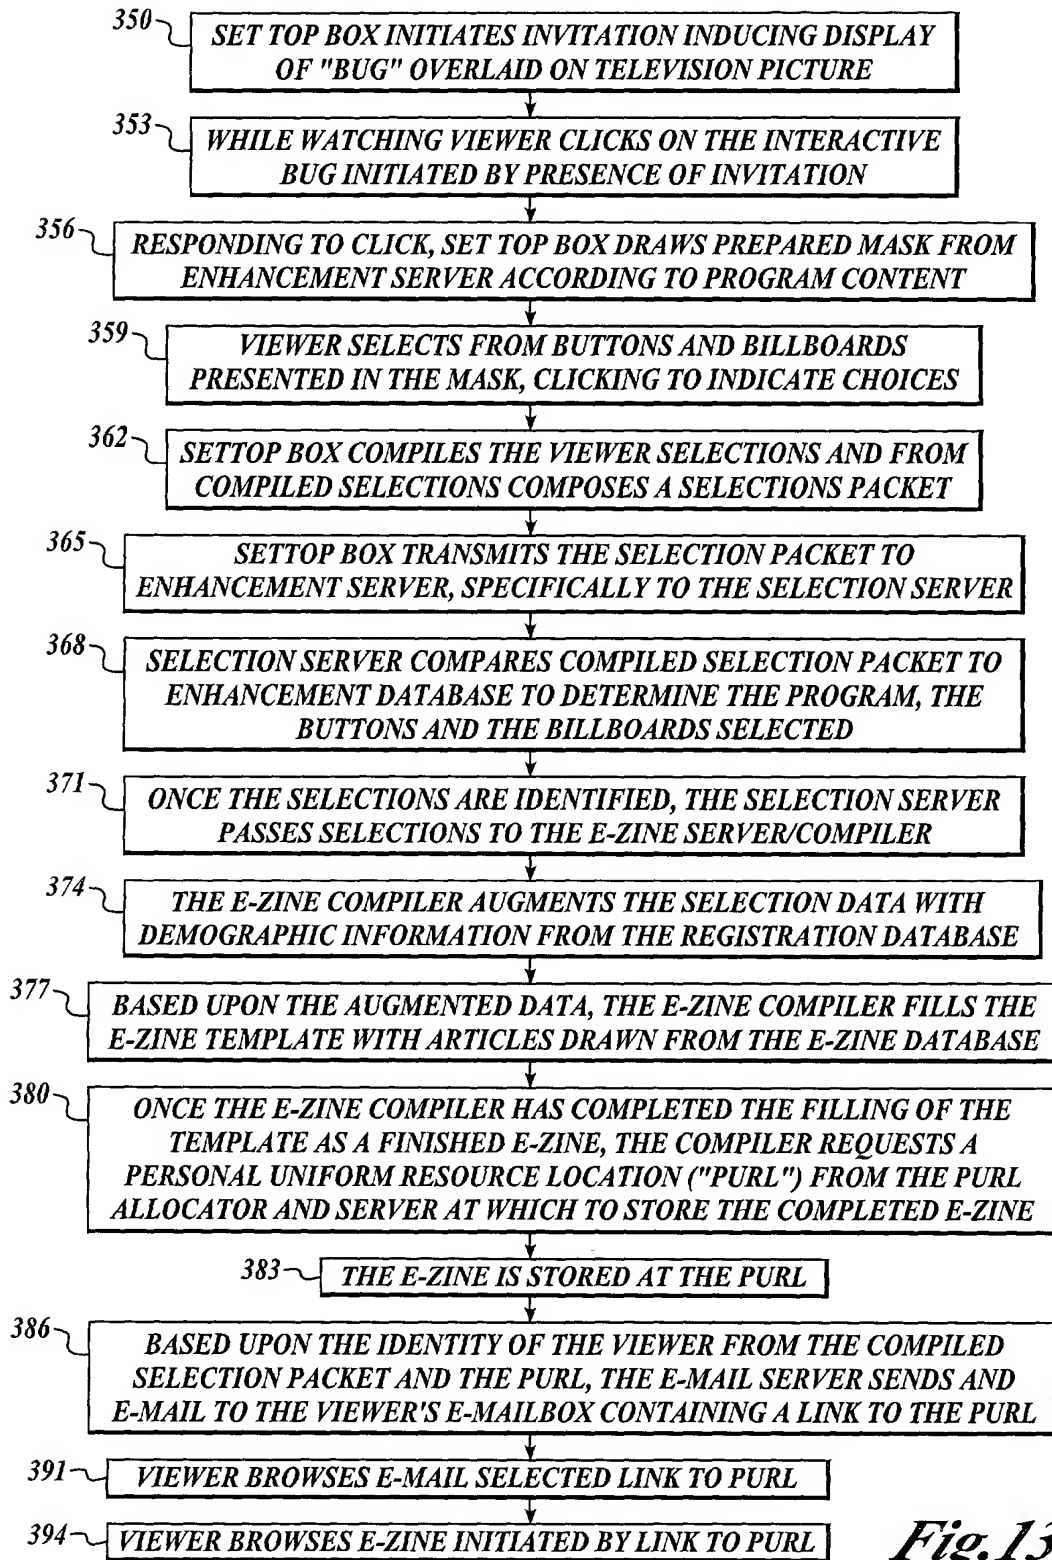 350
SET TOP BOX INITIATES INVITATION INDUCING DISPLAY
OF "BUG" OVERLAID ON TELEVISION PICTURE
353
WHILE WATCHING VIEWER CLICKS ON THE INTERACTIVE
BUG INITIATED BY PRESENCE OF INVITATION
356
RESPONDING TO CLICK, SET TOP BOX DRAWS PREPARED MASK FROM
ENHANCEMENT SERVER ACCORDING TO PROGRAM CONTENT
359
VIEWER SELECTS FROM BUTTONS AND BILLBOARDS
PRESENTED IN THE MASK, CLICKING TO INDICATE CHOICES
362
SETTOP BOX COMPILES THE VIEWER SELECTIONS AND FROM
COMPILED SELECTIONS COMPOSES A SELECTIONS PACKET
365
SETTOP BOX TRANSMITS THE SELECTION PACKET TO
ENHANCEMENT SERVER, SPECIFICALLY TO THE SELECTION SERVER
368
SELECTION SERVER COMPARES COMPILED SELECTION PACKET TO
ENHANCEMENT DATABASE TO DETERMINE THE PROGRAM, THE
BUTTONS AND THE BILLBOARDS SELECTED
371
ONCE THE SELECTIONS ARE IDENTIFIED, THE SELECTION SERVER
PASSES SELECTIONS TO THE E-ZINE SERVER/COMPILER
374
THE E-ZINE COMPILER AUGMENTS THE SELECTION DATA WITH
DEMOGRAPHIC INFORMATION FROM THE REGISTRATION DATABASE
377
BASED UPON THE AUGMENTED DATA, THE E-ZINE COMPILER FILLS THE
E-ZINE TEMPLATE WITH ARTICLES DRAWN FROM THE E-ZINE DATABASE
380
ONCE THE E-ZINE COMPILER HAS COMPLETED THE FILLING OF THE
TEMPLATE AS A FINISHED E-ZINE, THE COMPILER REQUESTS A
PERSONAL UNIFORM RESOURCE LOCATION ("PURL") FROM THE PURL
ALLOCATOR AND SERVER AT WHICH TO STORE THE COMPLETED E-ZINE
383
THE E-ZINE IS STORED AT THE PURL
386
BASED UPON THE IDENTITY OF THE VIEWER FROM THE COMPILED
SELECTION PACKET AND THE PURL, THE E-MAIL SERVER SENDS AND
E-MAIL TO THE VIEWER'S E-MAILBOX CONTAINING A LINK TO THE PURL
391
VIEWER BROWSES E-MAIL SELECTED LINK TO PURL
394
VIEWER BROWSES E-ZINE INITIATED BY LINK TO PURL
Fig.13